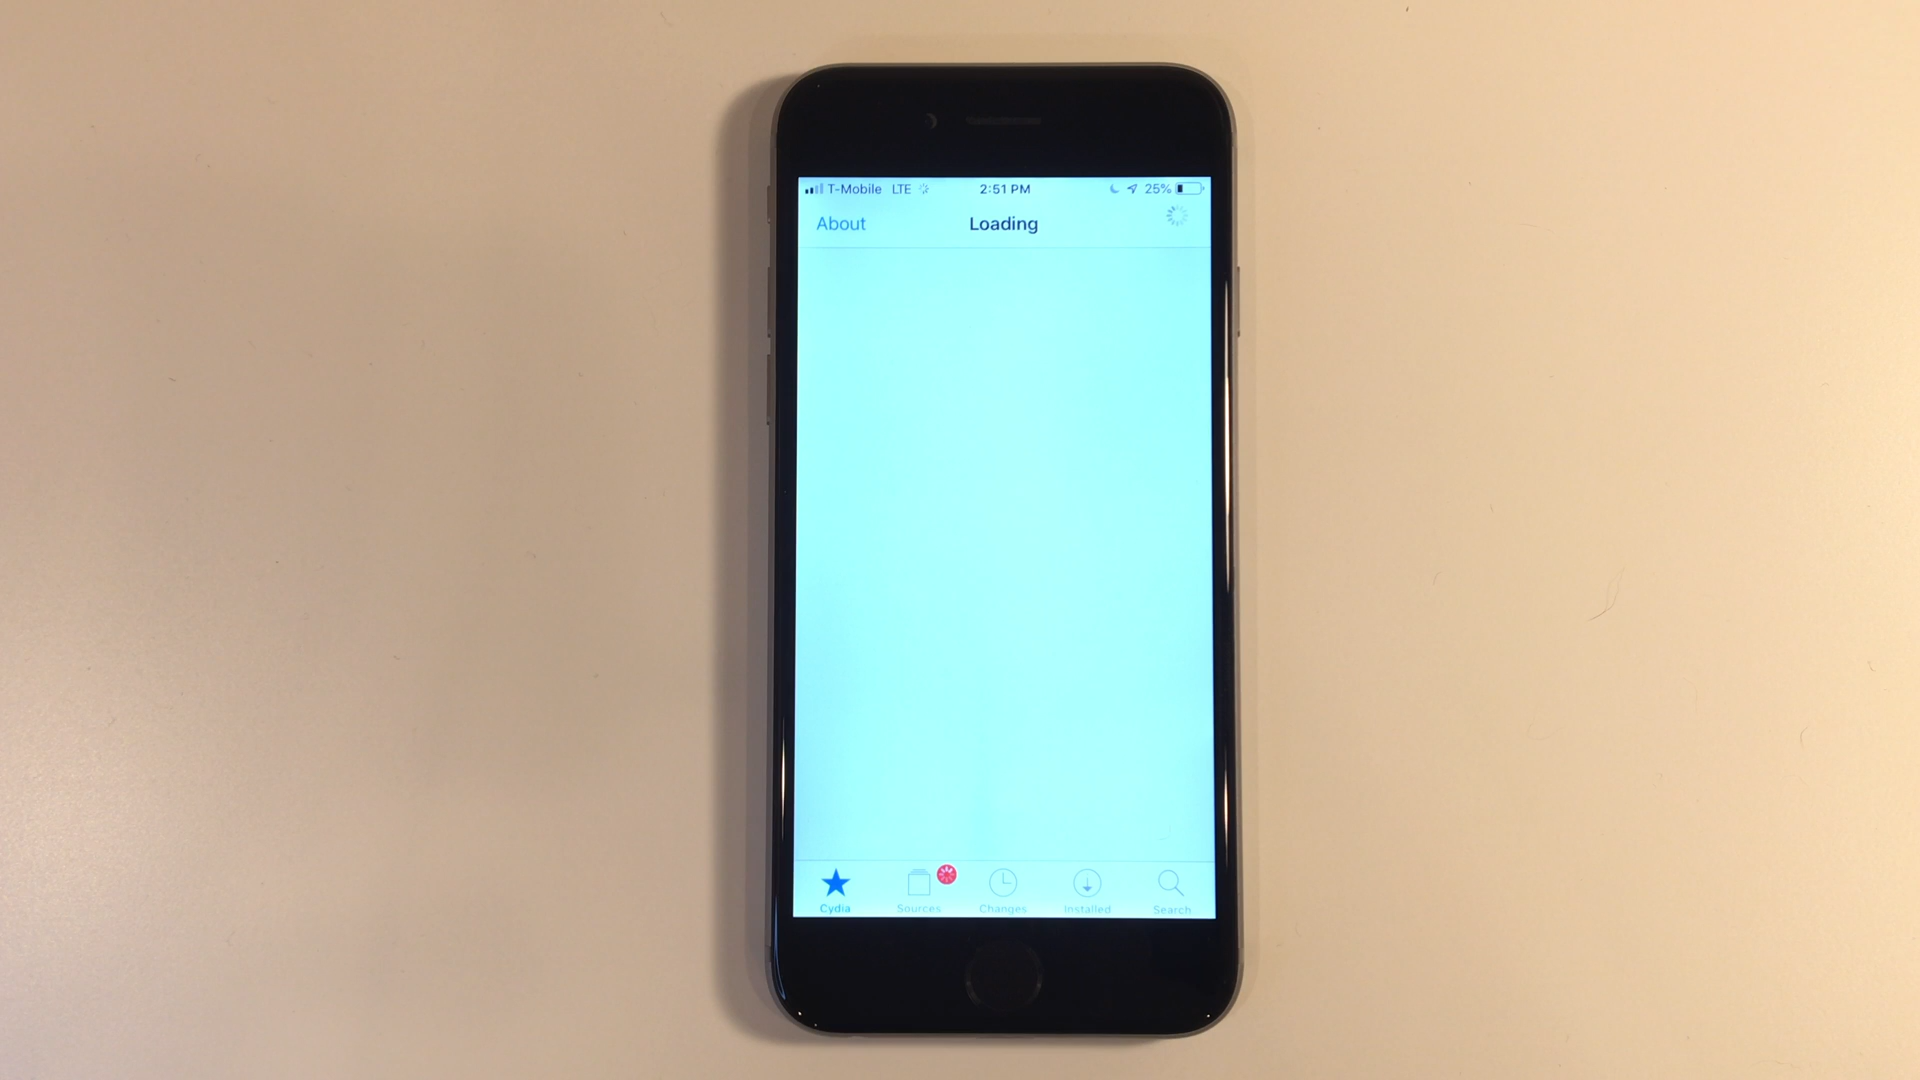 T-Mobile LTE 2:51 PM 25%
About Loading
Cydia Sources Changes Installed Search